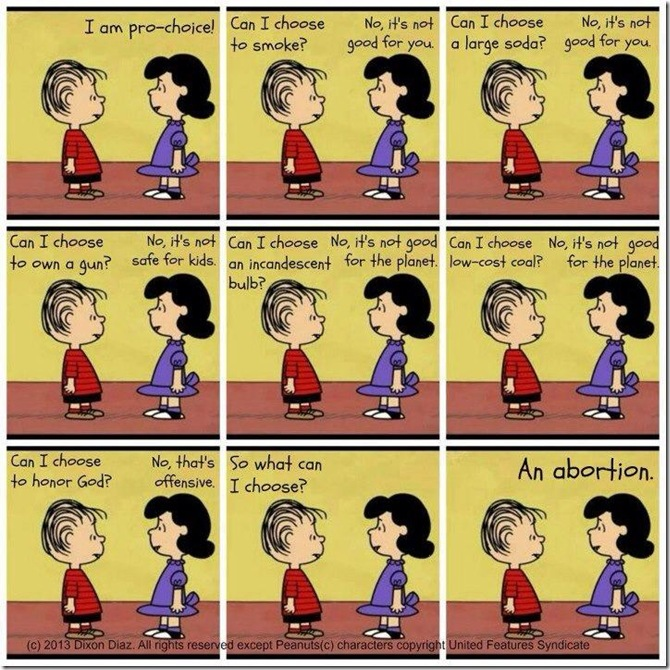 I am pro-choice!
Can I choose
to smoke?
No, it's not
good for you.
Can I choose
a large soda?
No, it's not
good for you.
Can I choose
to own a gun?
No, it's not
safe for kids.
Can I choose
an incandescent
bulb?
No, it's not good
for the planet.
Can I choose
low-cost coal?
No, it's not good
for the planet.
Can I choose
to honor God?
No, that's
offensive.
So what can
I choose?
An abortion.
(c) 2013 Dixon Diaz. All rights reserved except Peanuts(c) characters copyright United Features Syndicate